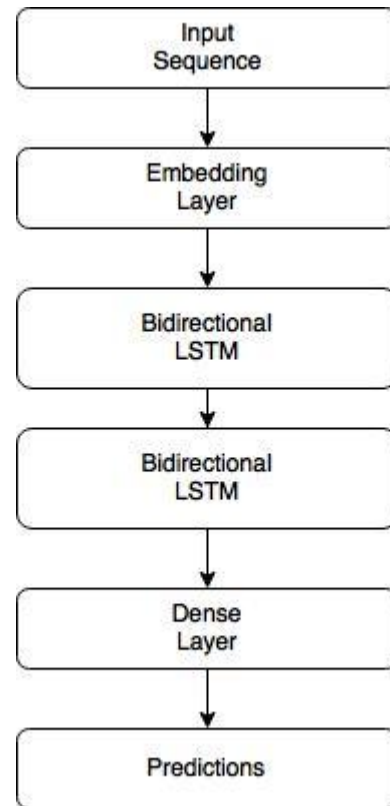 Input
Sequence
Embedding
Layer
Bidirectional
LSTM
Bidirectional
LSTM
Dense
Layer
Predictions